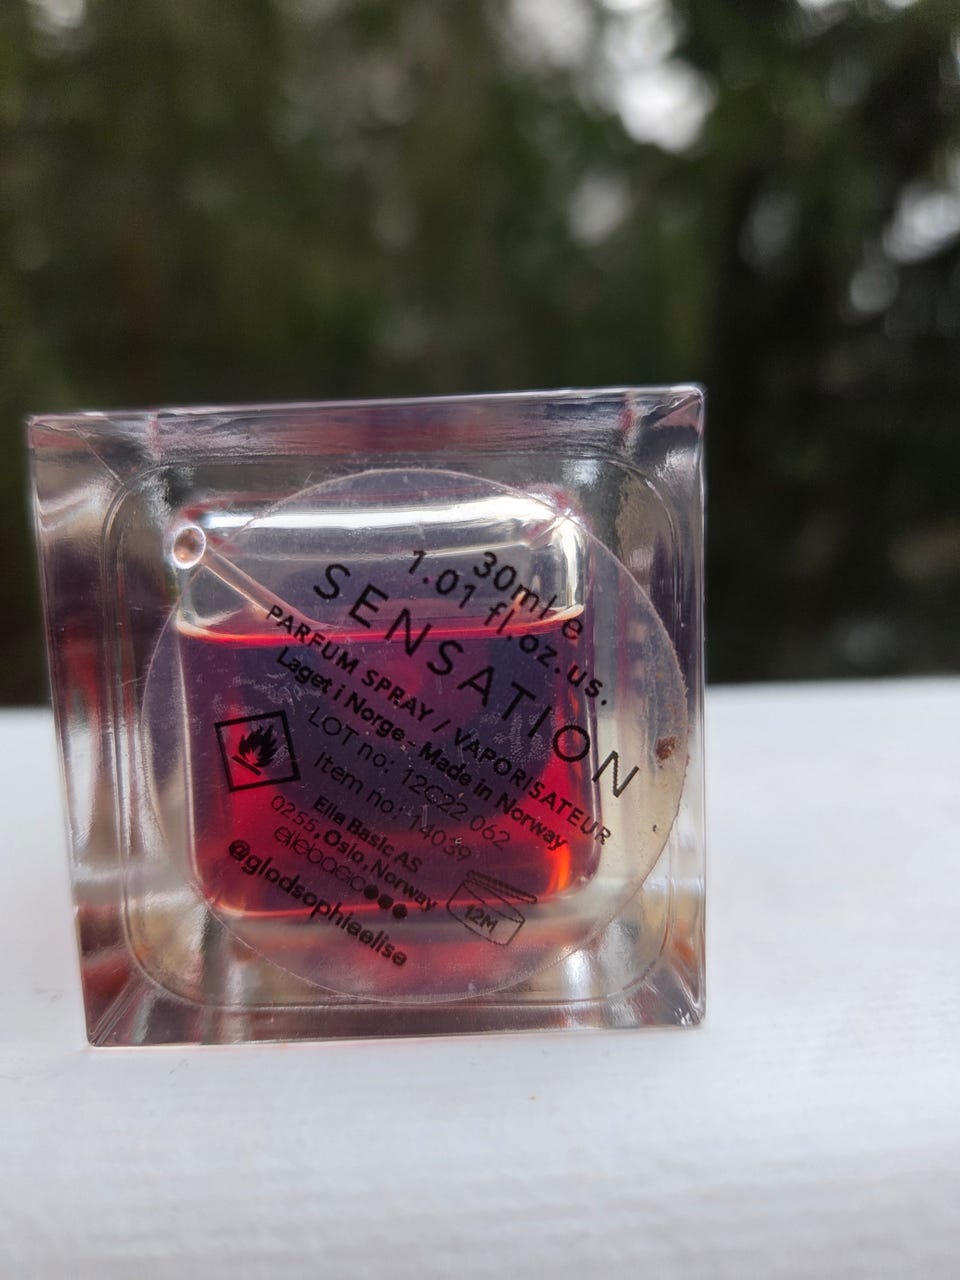 30ml e
1.01 fl.oz.us.
SENSATION
PARFUM SPRAY / VAPORISATEUR
Laget i Norge - Made in Norway
LOT no: 12C22 062
Item no: 14039
Elle Basic AS
0255, Oslo, Norway
ellebasic
@glodsophieelise
12M